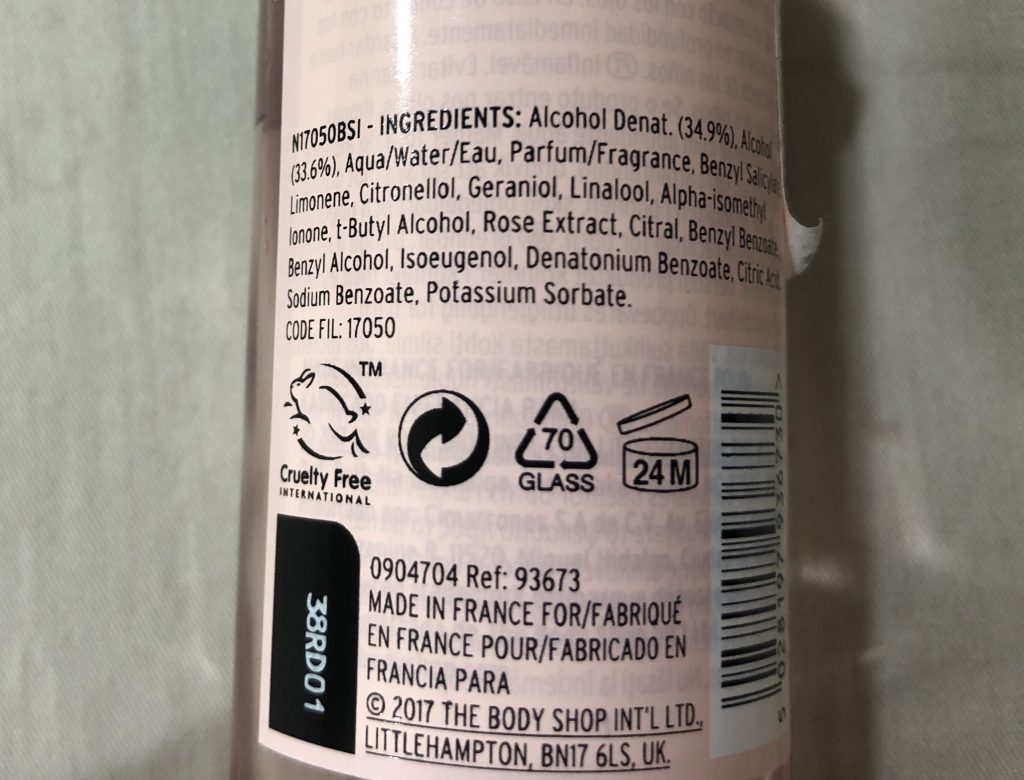 N17050BSI - INGREDIENTS: Alcohol Denat. (34.9%), Alcohol
(33.6%), Aqua/Water/Eau, Parfum/Fragrance, Benzyl Salicylate,
Limonene, Citronellol, Geraniol, Linalool, Alpha-isomethyl
Ionone, t-Butyl Alcohol, Rose Extract, Citral, Benzyl Benzoate,
Benzyl Alcohol, Isoeugenol, Denatonium Benzoate, Citric Acid,
Sodium Benzoate, Potassium Sorbate.
CODE FIL: 17050
TM
Cruelty Free
INTERNATIONAL
70
GLASS
24 M
38RD01
0904704 Ref: 93673
MADE IN FRANCE FOR/FABRIQUÉ
EN FRANCE POUR/FABRICADO EN
FRANCIA PARA
© 2017 THE BODY SHOP INT'L LTD.,
LITTLEHAMPTON, BN17 6LS, UK.
5 028197 936730 >